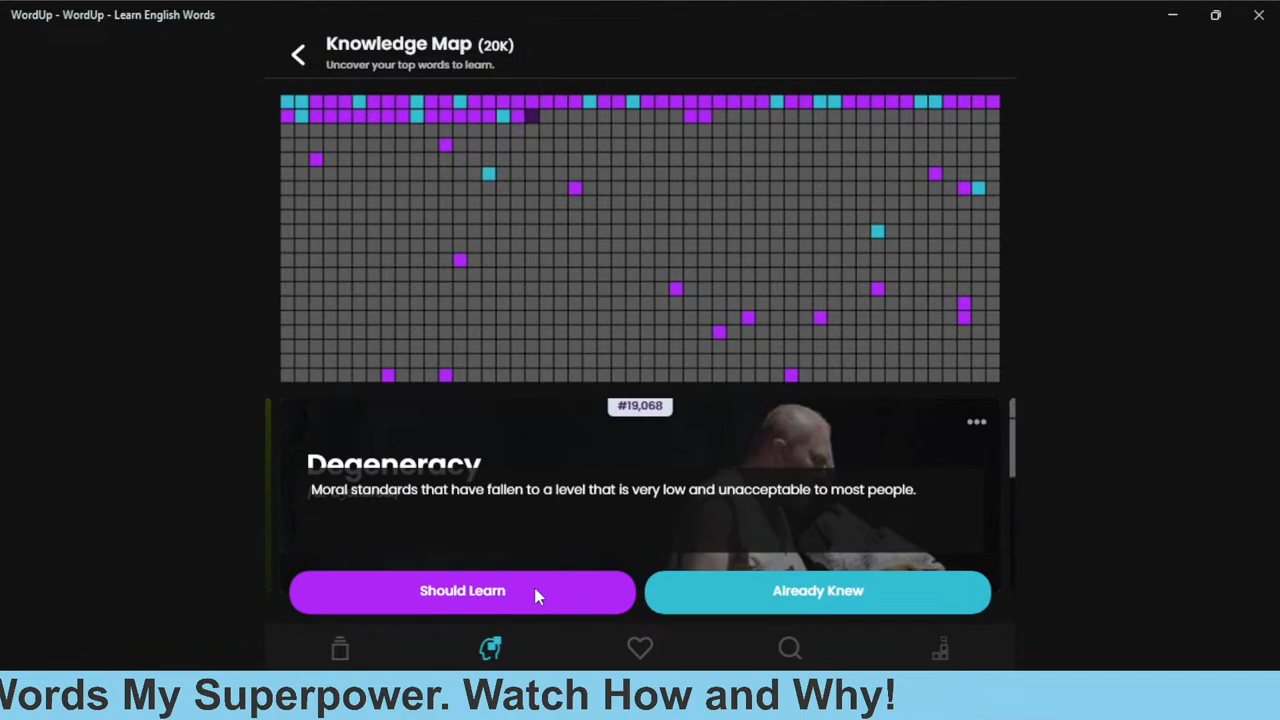 WordUp - WordUp - Learn English Words
Knowledge Map (20K)
Uncover your top words to learn.
#19,068
Degeneracy
Moral standards that have fallen to a level that is very low and unacceptable to most people.
Should Learn
Already Knew
Words My Superpower. Watch How and Why!